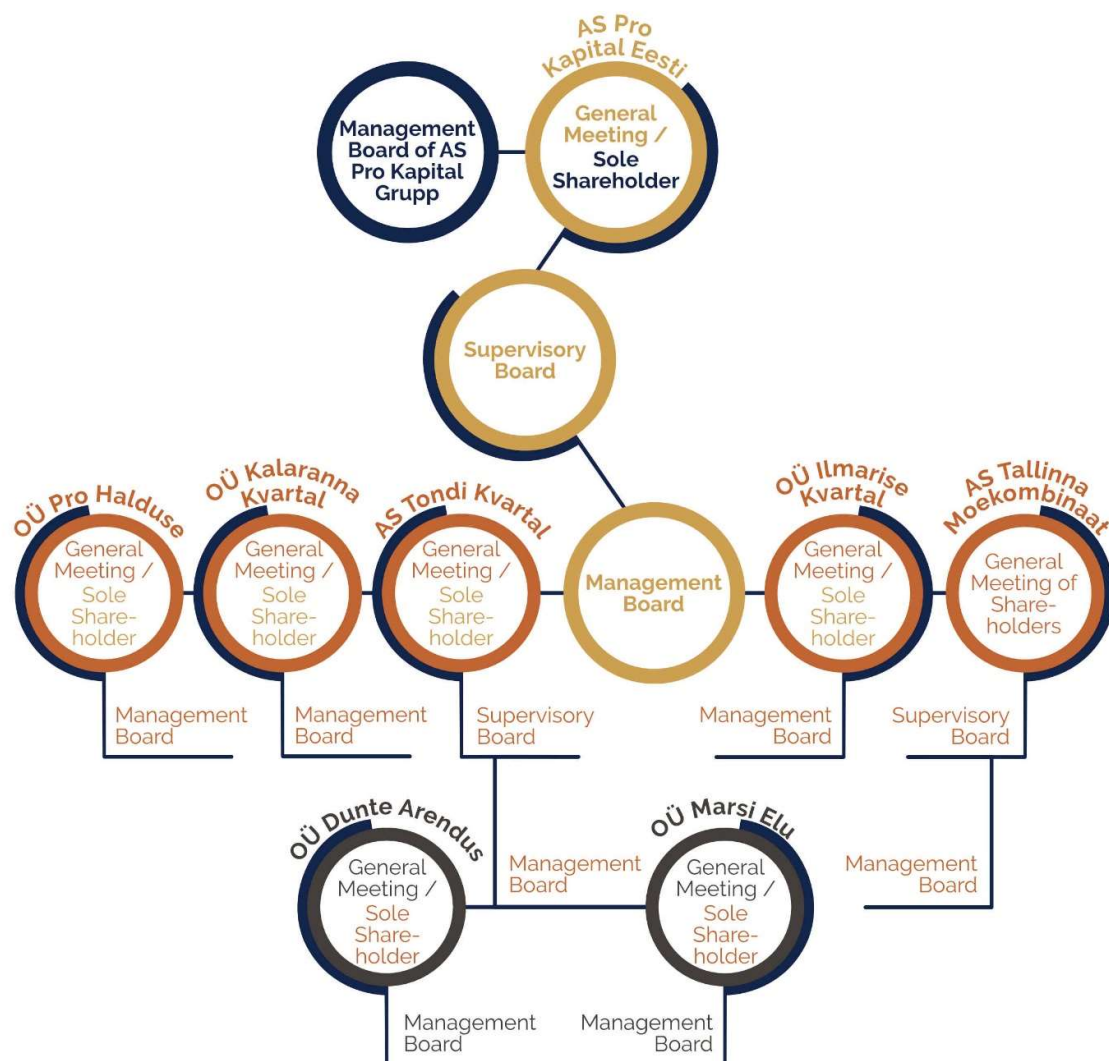 AS Pro
Kapital Eesti
Management
Board of AS
Pro Kapital
Grupp
General
Meeting /
Sole
Shareholder
Supervisory
Board
OÜ Pro Halduse
General
Meeting /
Sole
Share-
holder
Management
Board
OÜ Kalaranna
Kvartal
General
Meeting /
Sole
Share-
holder
Management
Board
AS Tondi Kvartal
General
Meeting /
Sole
Share-
holder
Supervisory
Board
Management
Board
OÜ Ilmarise
Kvartal
General
Meeting /
Sole
Share-
holder
Management
Board
AS Tallinna
Moekombinaat
General
Meeting of
Share-
holders
Supervisory
Board
OÜ Dunte Arendus
General
Meeting /
Sole
Share-
holder
Management
Board
Management
Board
OÜ Marsi Elu
General
Meeting /
Sole
Share-
holder
Management
Board
Management
Board